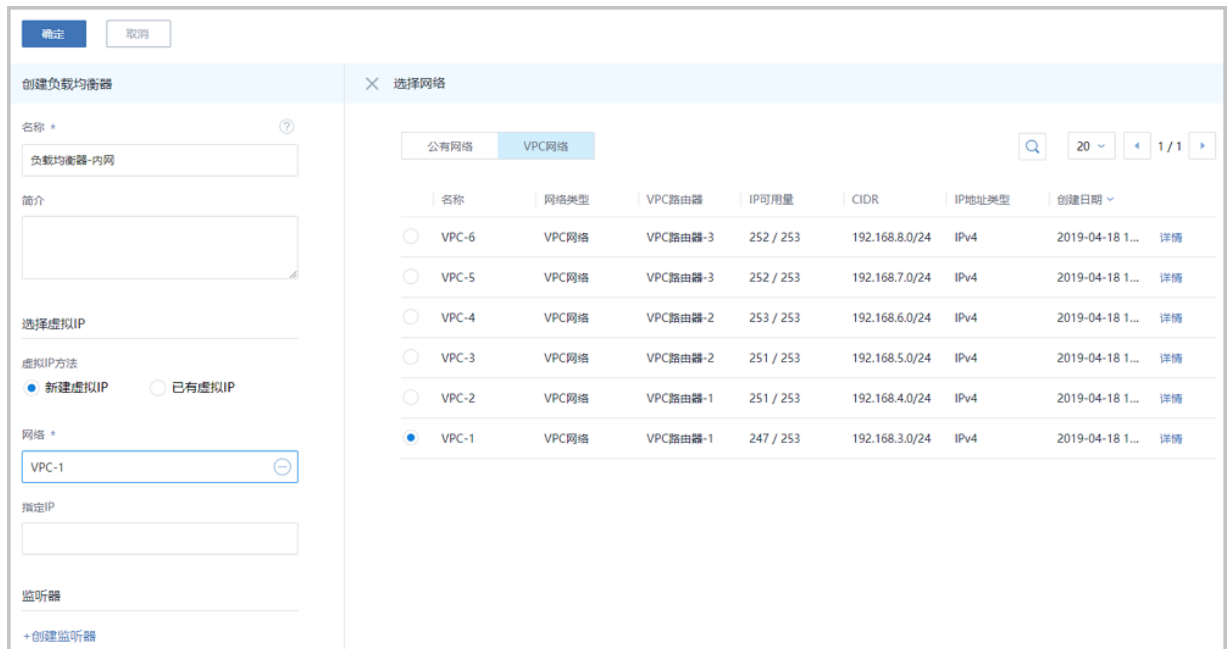 确定 取消
创建负载均衡器
名称 *
负载均衡器-内网
简介
选择虚拟IP
虚拟IP方法
新建虚拟IP 已有虚拟IP
网络 *
VPC-1
指定IP
监听器
+创建监听器
选择网络
公有网络 VPC网络 20 1 / 1
名称 网络类型 VPC路由器 IP可用量 CIDR IP地址类型 创建日期
VPC-6 VPC网络 VPC路由器-3 252 / 253 192.168.8.0/24 IPv4 2019-04-18 1... 详情
VPC-5 VPC网络 VPC路由器-3 252 / 253 192.168.7.0/24 IPv4 2019-04-18 1... 详情
VPC-4 VPC网络 VPC路由器-2 253 / 253 192.168.6.0/24 IPv4 2019-04-18 1... 详情
VPC-3 VPC网络 VPC路由器-2 251 / 253 192.168.5.0/24 IPv4 2019-04-18 1... 详情
VPC-2 VPC网络 VPC路由器-1 251 / 253 192.168.4.0/24 IPv4 2019-04-18 1... 详情
VPC-1 VPC网络 VPC路由器-1 247 / 253 192.168.3.0/24 IPv4 2019-04-18 1... 详情